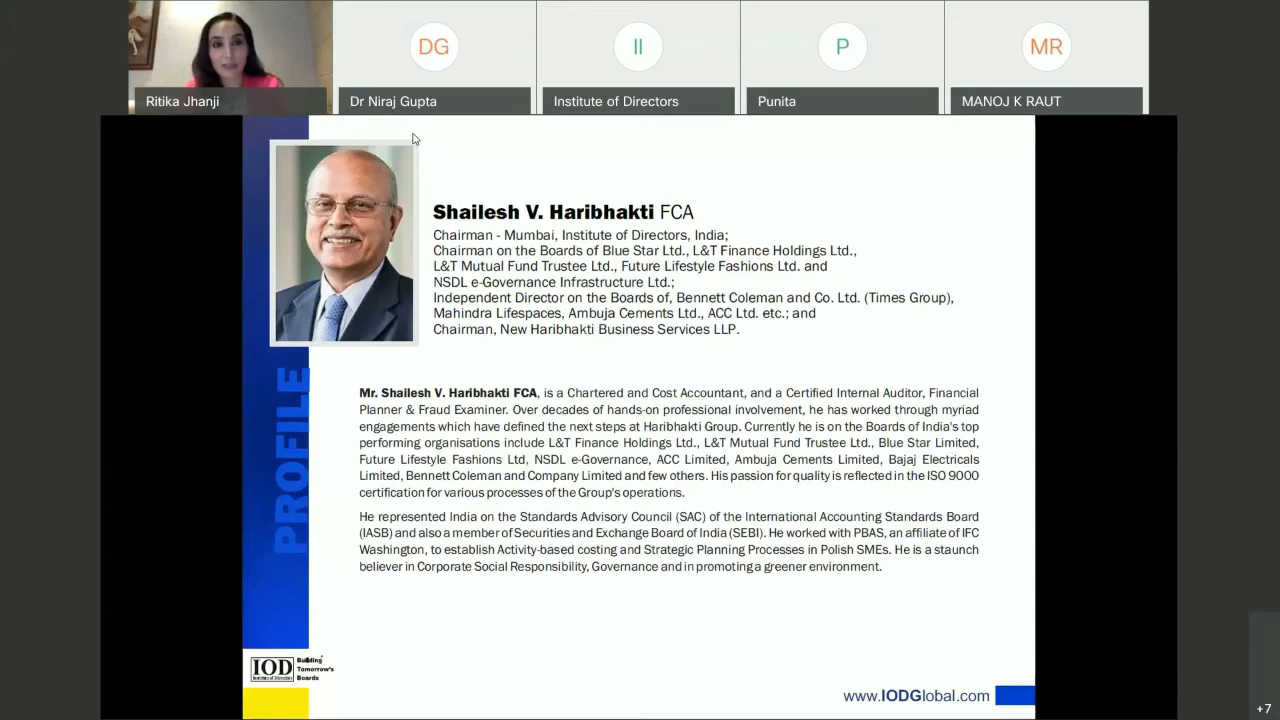 DG
II
P
MR
Ritika Jhanji
Dr Niraj Gupta
Institute of Directors
Punita
MANOJ K RAUT
Shailesh V. Haribhakti FCA
Chairman - Mumbai, Institute of Directors, India;
Chairman on the Boards of Blue Star Ltd., L&T Finance Holdings Ltd.,
L&T Mutual Fund Trustee Ltd., Future Lifestyle Fashions Ltd. and
NSDL e-Governance Infrastructure Ltd.;
Independent Director on the Boards of, Bennett Coleman and Co. Ltd. (Times Group),
Mahindra Lifespaces, Ambuja Cements Ltd., ACC Ltd. etc.; and
Chairman, New Haribhakti Business Services LLP.
PROFILE
Mr. Shailesh V. Haribhakti FCA, is a Chartered and Cost Accountant, and a Certified Internal Auditor, Financial
Planner & Fraud Examiner. Over decades of hands-on professional involvement, he has worked through myriad
engagements which have defined the next steps at Haribhakti Group. Currently he is on the Boards of India's top
performing organisations include L&T Finance Holdings Ltd., L&T Mutual Fund Trustee Ltd., Blue Star Limited,
Future Lifestyle Fashions Ltd, NSDL e-Governance, ACC Limited, Ambuja Cements Limited, Bajaj Electricals
Limited, Bennett Coleman and Company Limited and few others. His passion for quality is reflected in the ISO 9000
certification for various processes of the Group's operations.
He represented India on the Standards Advisory Council (SAC) of the International Accounting Standards Board
(IASB) and also a member of Securities and Exchange Board of India (SEBI). He worked with PBAS, an affiliate of IFC
Washington, to establish Activity-based costing and Strategic Planning Processes in Polish SMEs. He is a staunch
believer in Corporate Social Responsibility, Governance and in promoting a greener environment.
IOD
Institute of Directors
Building
Tomorrow's
Boards
www.IODGlobal.com
+7